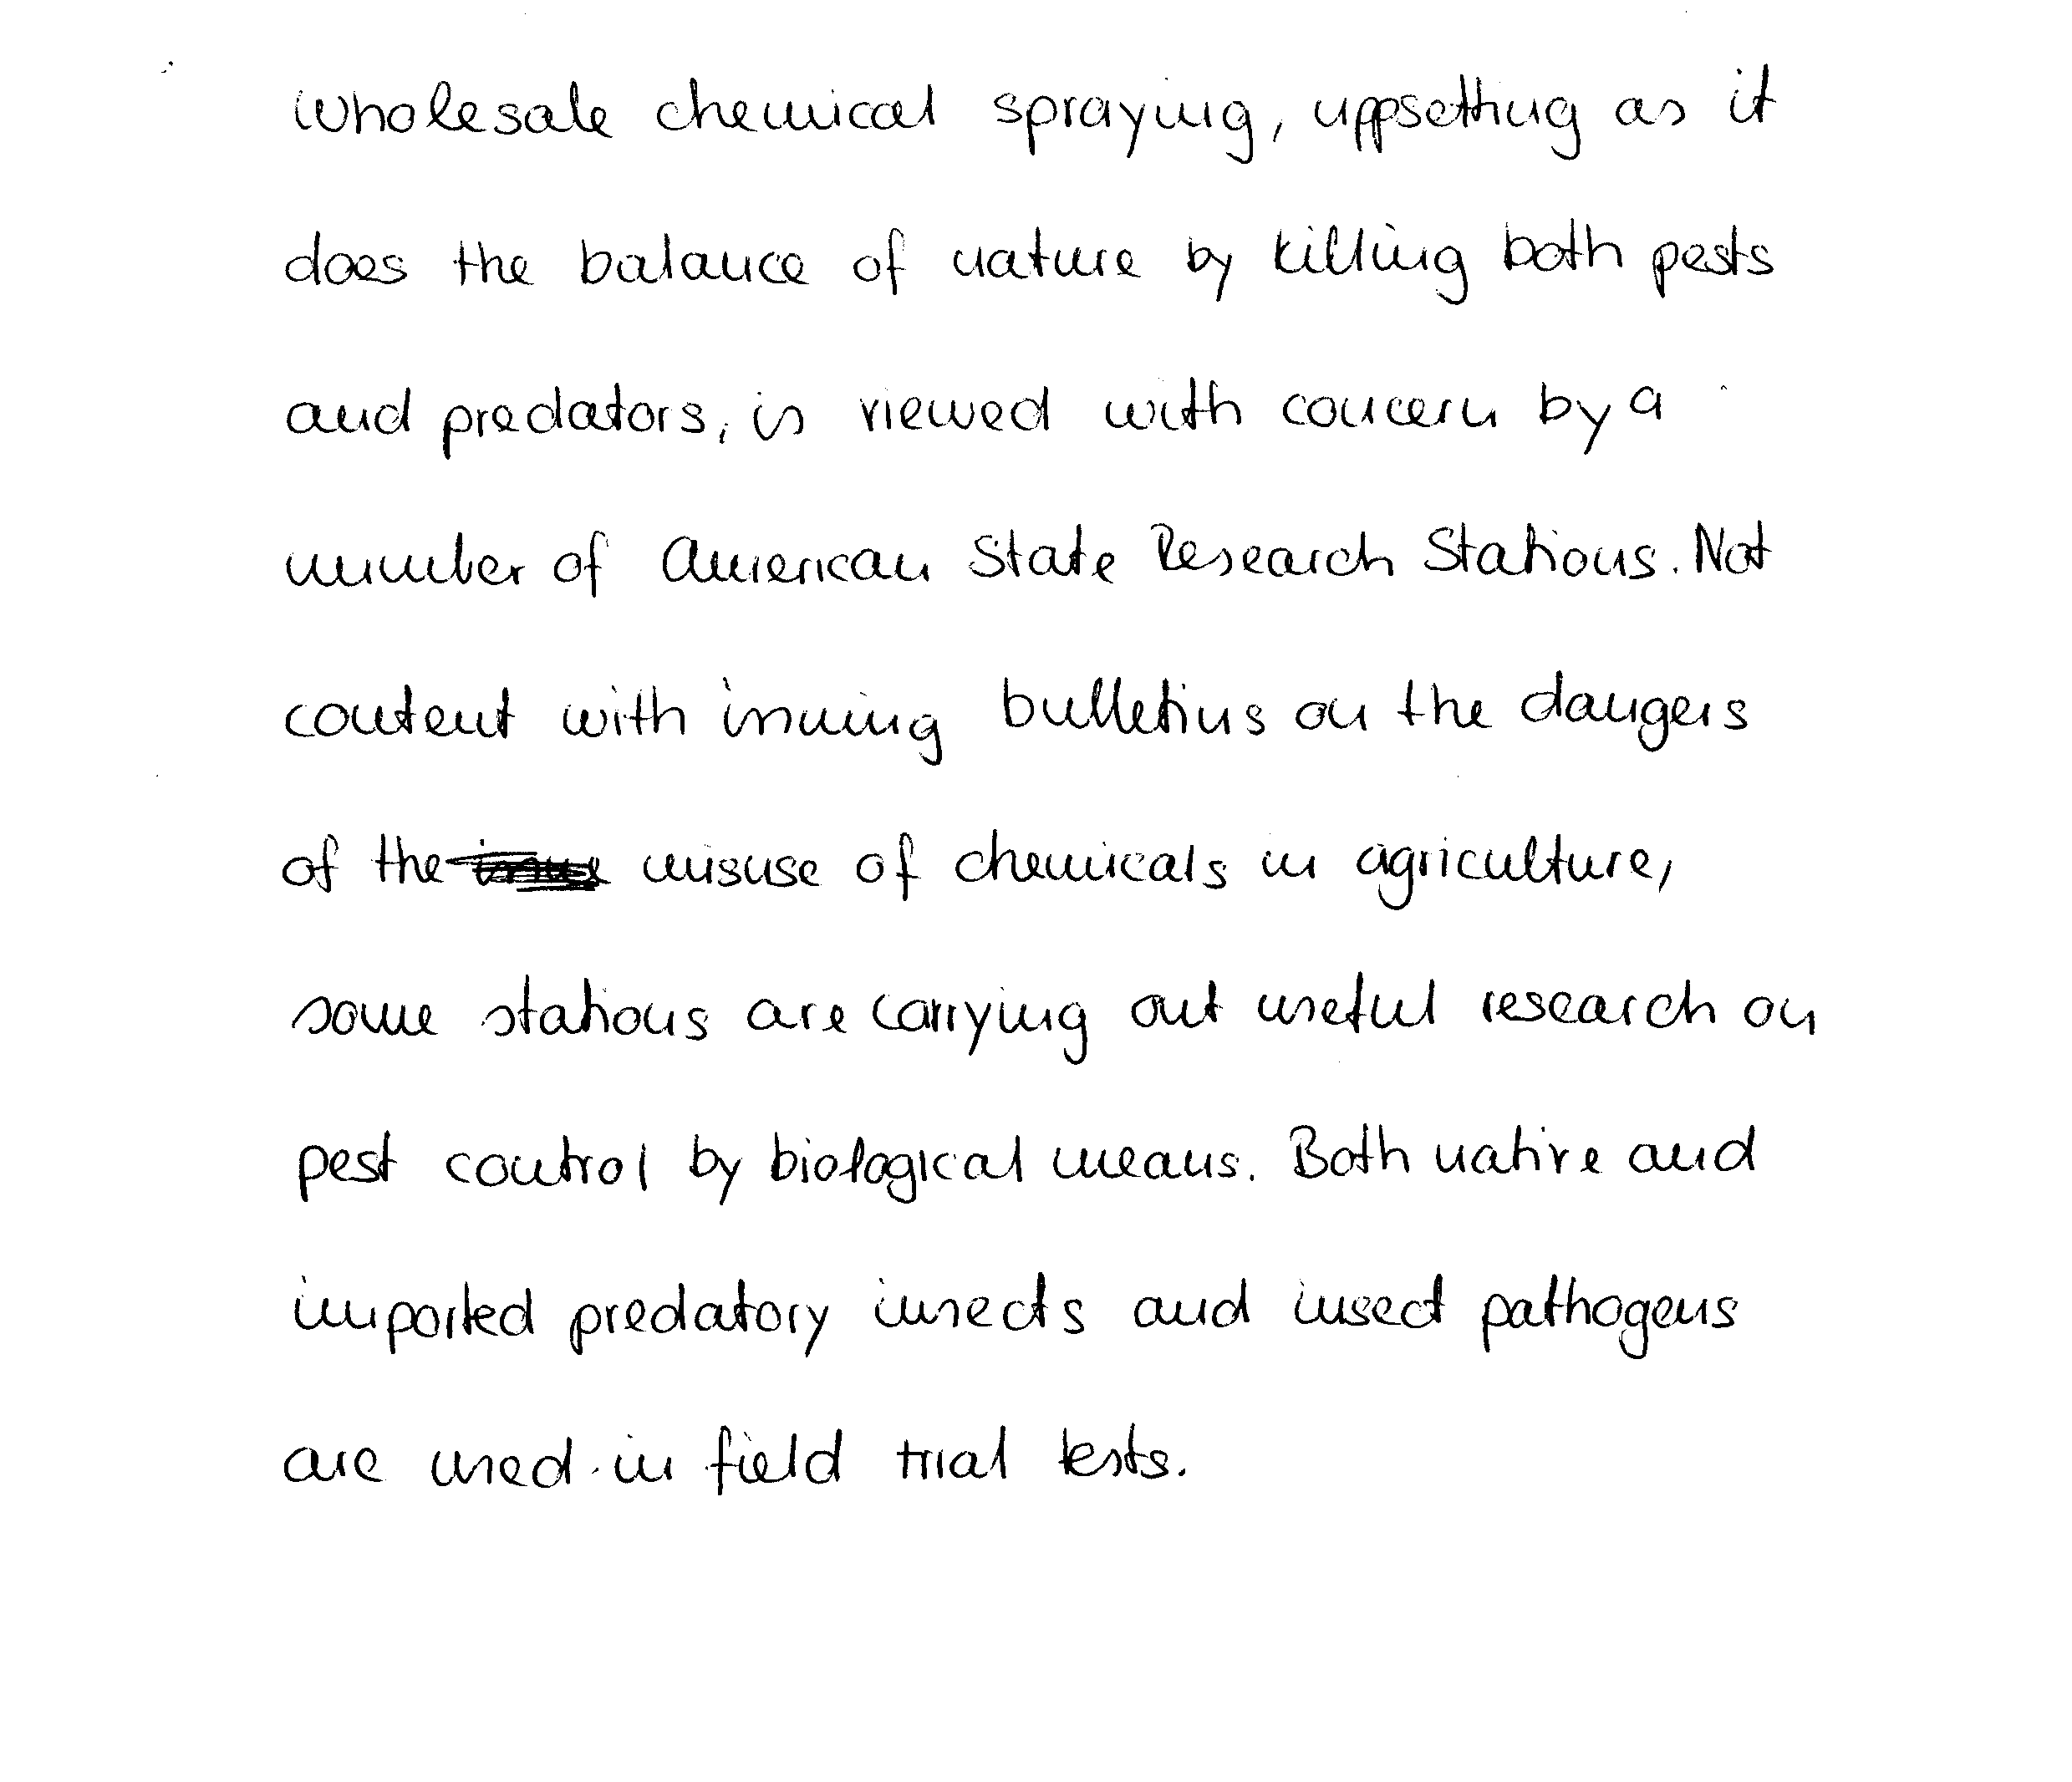 wholesale chemical spraying, uppsetting as it
does the balance of nature by killing both pests
and predators, is viewed with concern by a
number of American State Research Stations. Not
content with issuing bulletins on the dangers
of the misuse of chemicals in agriculture,
some stations are carrying out useful research on
pest control by biological means. Both native and
imported predatory insects and insect pathogens
are used in field trial tests.